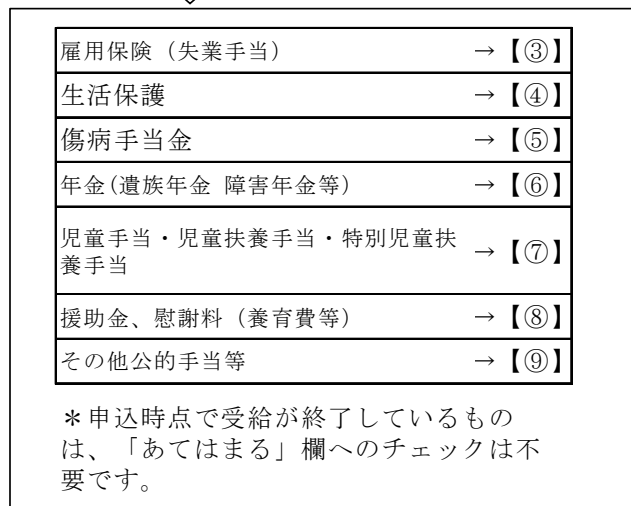 雇用保険（失業手当） → 【③】
生活保護 → 【④】
傷病手当金 → 【⑤】
年金(遺族年金 障害年金等） → 【⑥】
児童手当・児童扶養手当・特別児童扶
養手当 → 【⑦】
援助金、慰謝料（養育費等） → 【⑧】
その他公的手当等 → 【⑨】
＊申込時点で受給が終了しているもの
は、「あてはまる」欄へのチェックは不
要です。